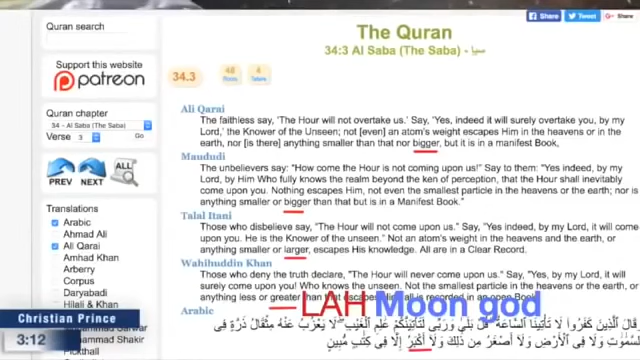 Quran search
Search
Support this website
patreon
Quran chapter
34 - Al Saba (The Saba)
Verse 3
PREV NEXT ALL
Translations
Arabic
Ahmad Ali
Ali Qarai
Amhad Khan
Arberry
Corpus
Daryabadi
Hilali & Khan
Mohammad Shakir
Pickthall
Christian Prince
3:12
Share Tweet Share
The Quran
34:3 Al Saba (The Saba) - سبإ
34.3
Ali Qarai
The faithless say, 'The Hour will not overtake us.' Say, 'Yes, indeed it will surely overtake you, by my
Lord,' the Knower of the Unseen; not [even] an atom's weight escapes Him in the heavens or in the
earth, nor [is there] anything smaller than that nor bigger, but it is in a manifest Book,
Maududi
The unbelievers say: "How come the Hour is not coming upon us!" Say to them: "Yes indeed, by my
Lord, by Him Who fully knows the realm beyond the ken of perception, that the Hour shall inevitably
come upon you. Nothing escapes Him, not even the smallest particle in the heavens or the earth; nor is
anything smaller or bigger than that but is in a Manifest Book."
Talal Itani
Those who disbelieve say, "The Hour will not come upon us." Say, "Yes, by my Lord, it will come
upon you. He is the Knower of the unseen." Not an atom's weight in the heavens and the earth, or
anything smaller or larger, escapes His knowledge. All are in a Clear Record.
Wahihuddin Khan
Those who deny the truth declare, "The Hour will never come upon us." Say, "Yes, by my Lord, it will
surely come upon you! Who knows the unseen. Not the smallest particle in the heavens or the earth,
anything less or greater than that escapes Him; all is recorded in an open Book.
LAH Moon god
Arabic
وَقَالَ الَّذِينَ كَفَرُوا لَا تَأْتِينَا السَّاعَةُ ۖ قُلْ بَلَىٰ وَرَبِّي لَتَأْتِيَنَّكُمْ عَالِمِ الْغَيْبِ ۖ لَا يَعْزُبُ عَنْهُ مِثْقَالُ ذَرَّةٍ فِي
السَّمَاوَاتِ وَلَا فِي الْأَرْضِ وَلَا أَصْغَرُ مِنْ ذَٰلِكَ وَلَا أَكْبَرُ إِلَّا فِي كِتَابٍ مُبِينٍ